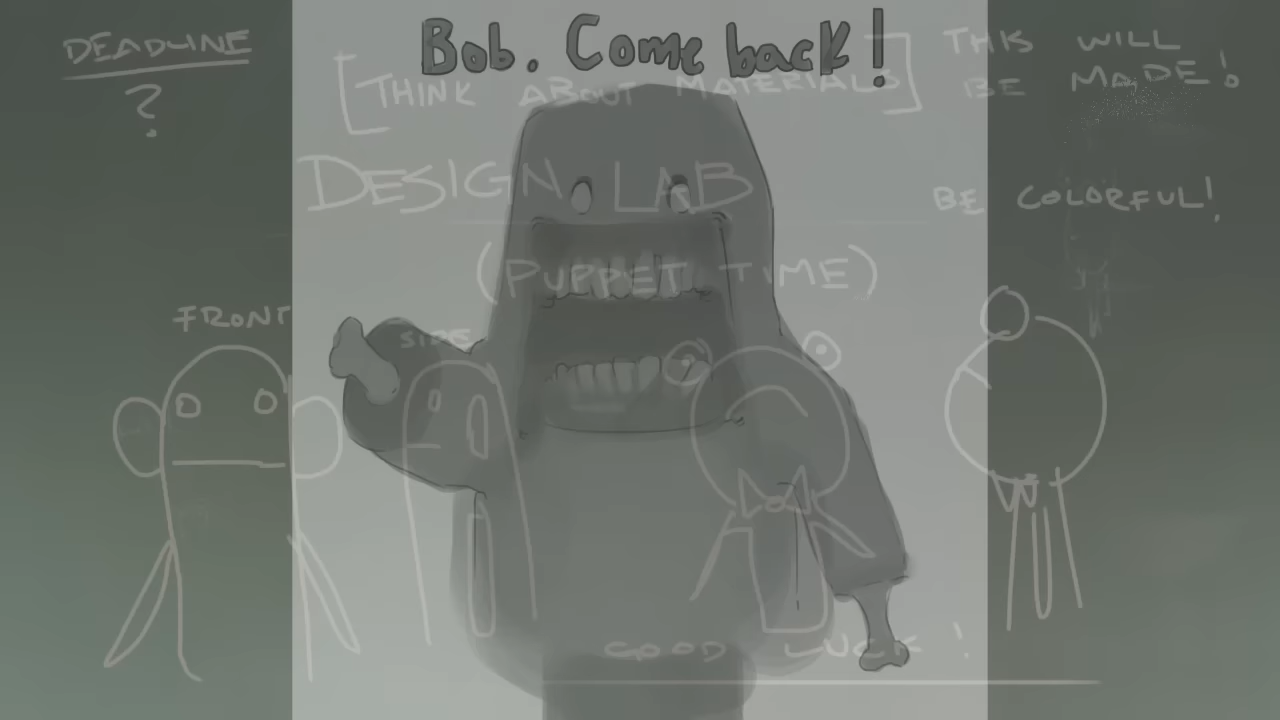 Bob. Come back!
DEADLINE
?
[THINK ABOUT MATERIALS]
THIS WILL
BE MADE!
DESIGN LAB
BE COLORFUL!
(PUPPET TIME)
FRONT
SIDE
GOOD LUCK!